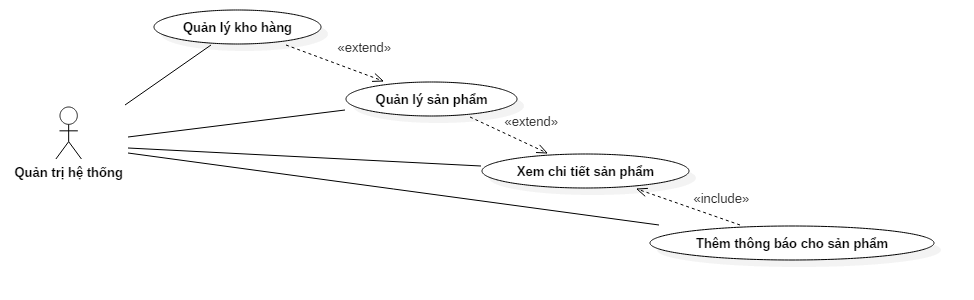 Quản lý kho hàng
«extend»
Quản lý sản phẩm
«extend»
Quản trị hệ thống
Xem chi tiết sản phẩm
«include»
Thêm thông báo cho sản phẩm